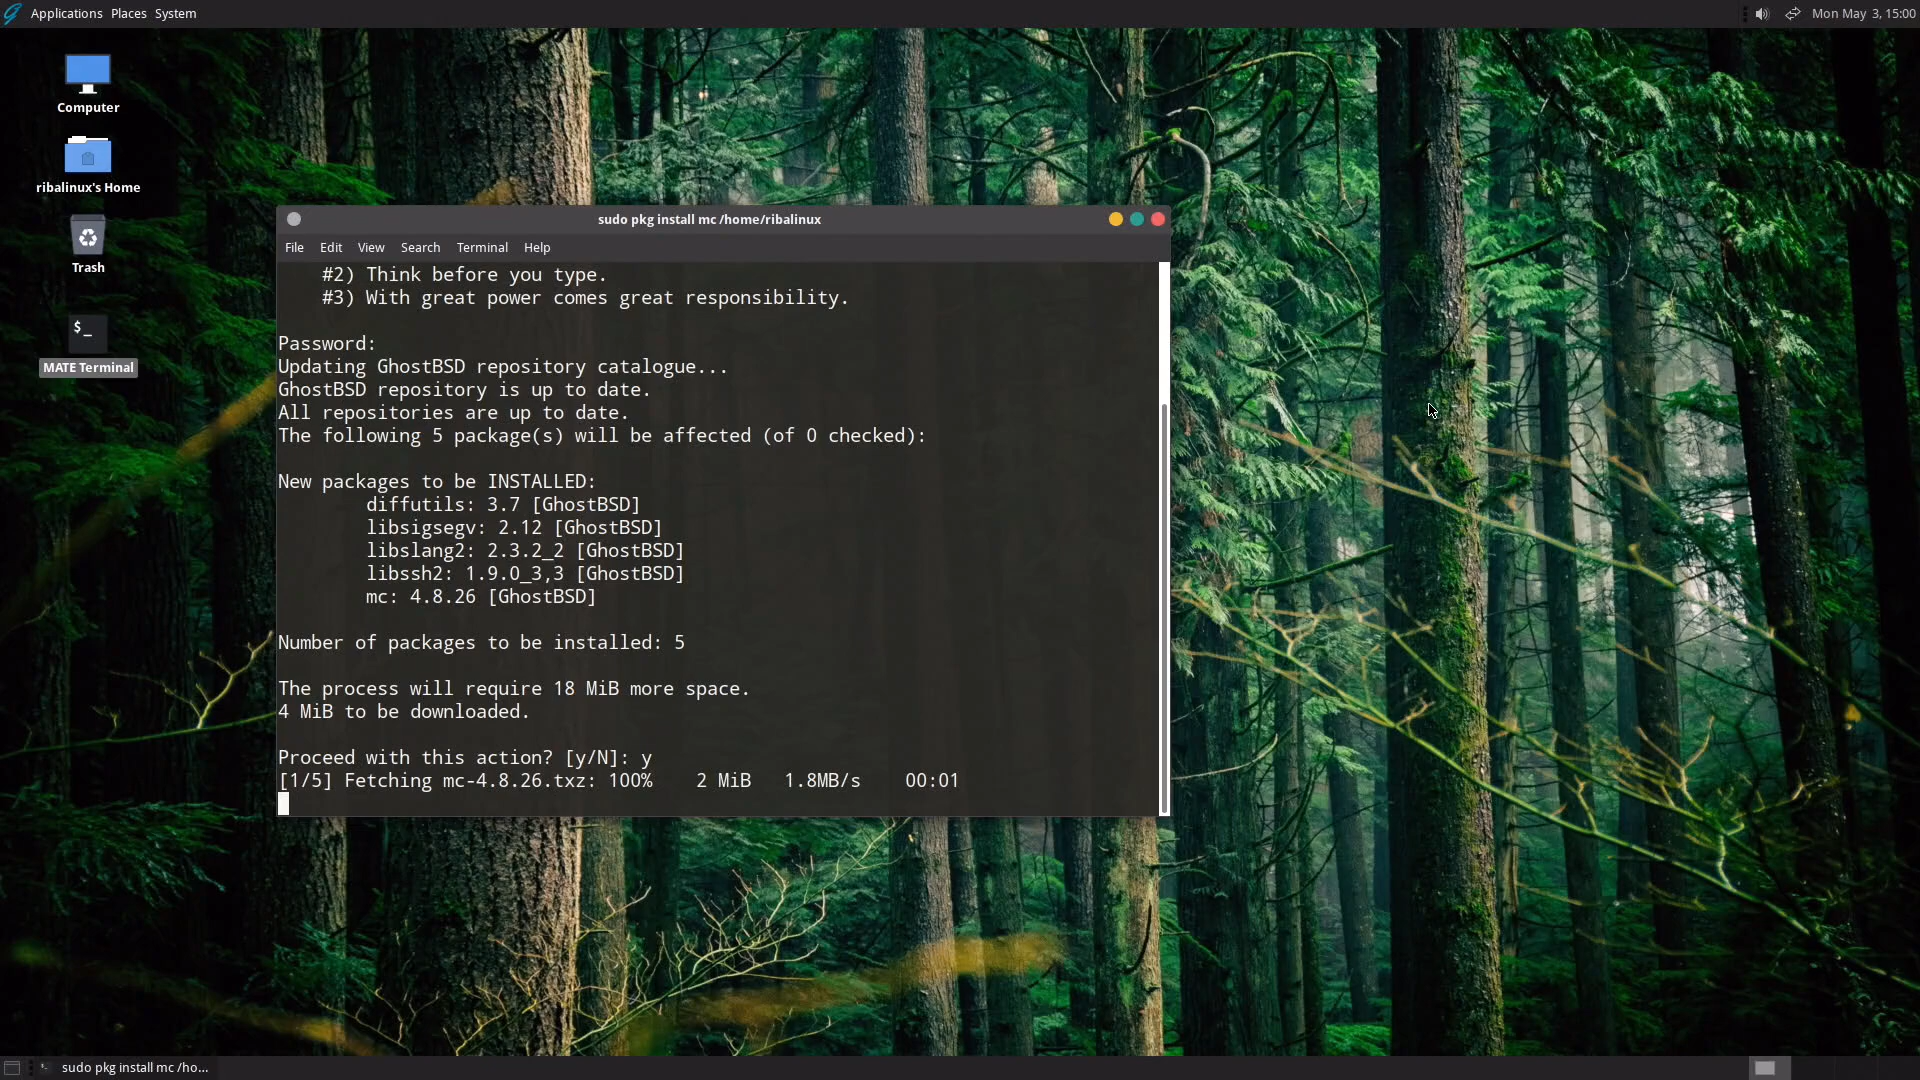 Applications Places System
Mon May 3, 15:00
Computer
ribalinux's Home
Trash
$_
MATE Terminal
sudo pkg install mc /home/ribalinux
File Edit View Search Terminal Help
#2) Think before you type.
#3) With great power comes great responsibility.
Password:
Updating GhostBSD repository catalogue...
GhostBSD repository is up to date.
All repositories are up to date.
The following 5 package(s) will be affected (of 0 checked):
New packages to be INSTALLED:
diffutils: 3.7 [GhostBSD]
libsigsegv: 2.12 [GhostBSD]
libslang2: 2.3.2_2 [GhostBSD]
libssh2: 1.9.0_3,3 [GhostBSD]
mc: 4.8.26 [GhostBSD]
Number of packages to be installed: 5
The process will require 18 MiB more space.
4 MiB to be downloaded.
Proceed with this action? [y/N]: y
[1/5] Fetching mc-4.8.26.txz: 100% 2 MiB 1.8MB/s 00:01
sudo pkg install mc /ho...